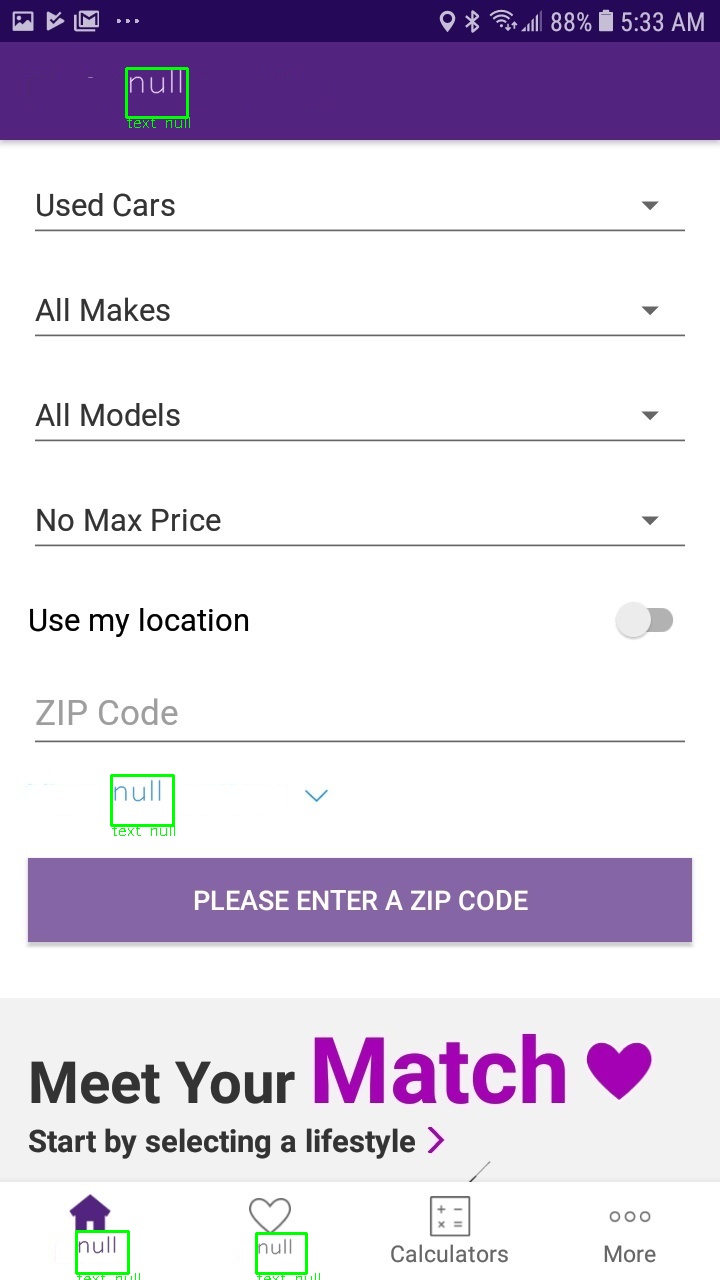 88% 5:33 AM
null
text null
Used Cars
All Makes
All Models
No Max Price
Use my location
ZIP Code
null
text null
PLEASE ENTER A ZIP CODE
Meet Your Match
Start by selecting a lifestyle
null
null
Calculators
More
text null
text null